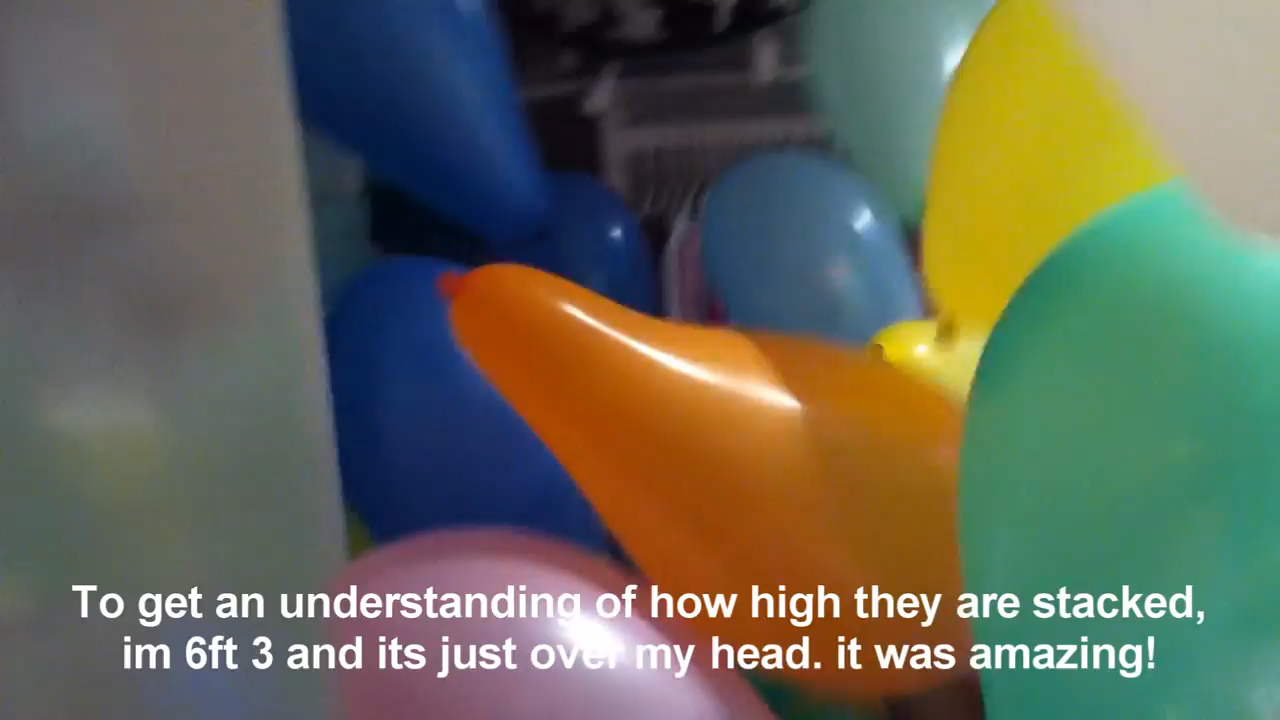 To get an understanding of how high they are stacked,
im 6ft 3 and its just over my head. it was amazing!